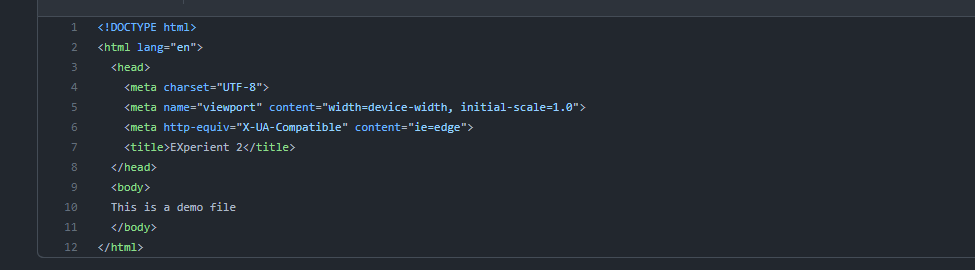 1 <!DOCTYPE html>
2 <html lang="en">
3   <head>
4     <meta charset="UTF-8">
5     <meta name="viewport" content="width=device-width, initial-scale=1.0">
6     <meta http-equiv="X-UA-Compatible" content="ie=edge">
7     <title>EXperient 2</title>
8   </head>
9   <body>
10   This is a demo file
11   </body>
12 </html>